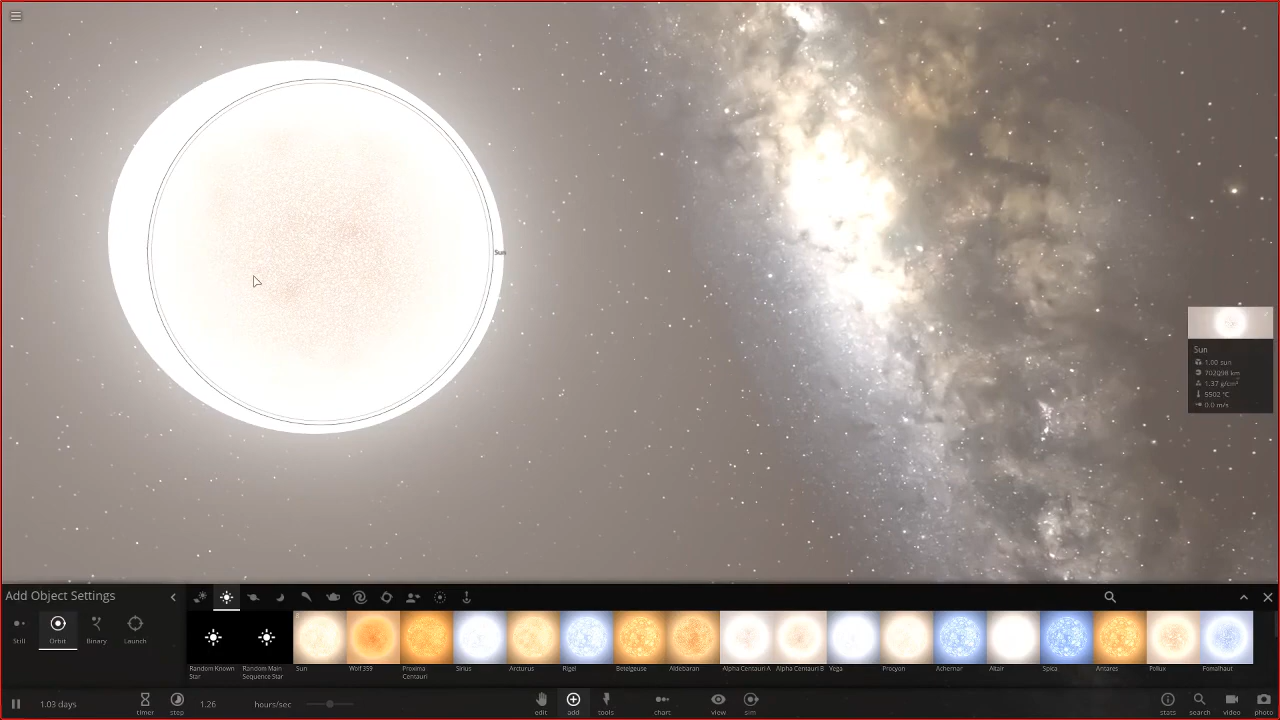 Sun
Sun
1.00 sun
702098 km
1.37 g/cm³
5502 °C
0.0 m/s
Add Object Settings
Still
Orbit
Binary
Launch
Random Known Star
Random Main Sequence Star
Sun
Wolf 359
Proxima Centauri
Sirius
Arcturus
Rigel
Betelgeuse
Aldebaran
Alpha Centauri A
Alpha Centauri B
Vega
Procyon
Achernar
Altair
Spica
Antares
Pollux
Fomalhaut
1.03 days
timer
step
1.26
hours/sec
edit
add
tools
chart
view
sim
stats
search
video
photo